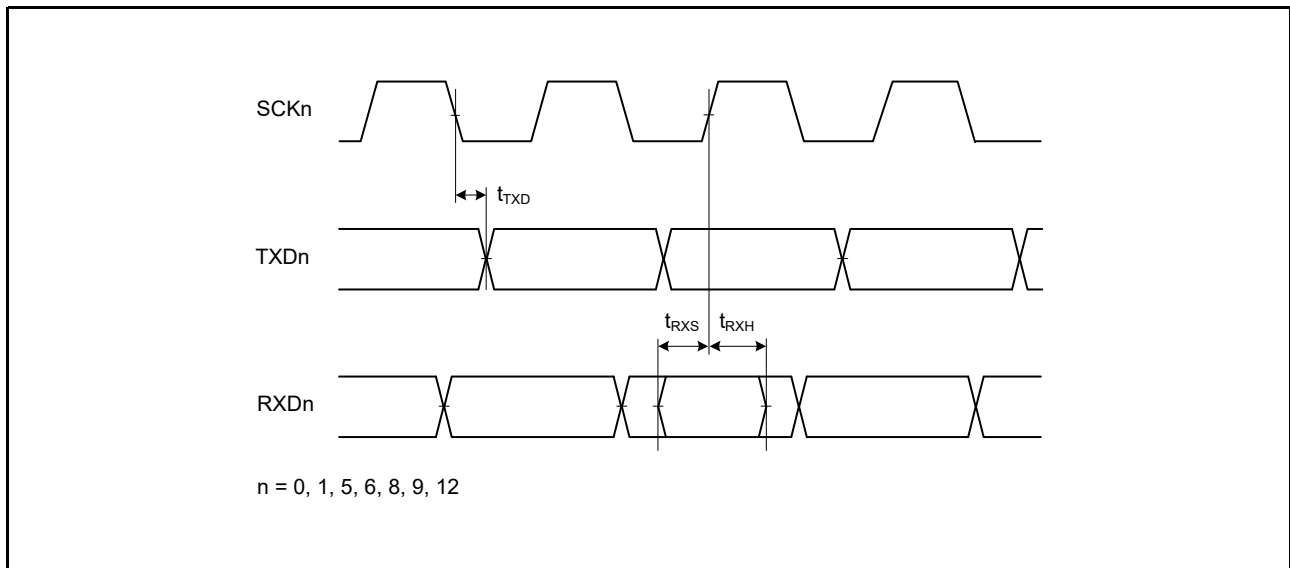 SCKn
tTXD
TXDn
tRXS tRXH
RXDn
n = 0, 1, 5, 6, 8, 9, 12